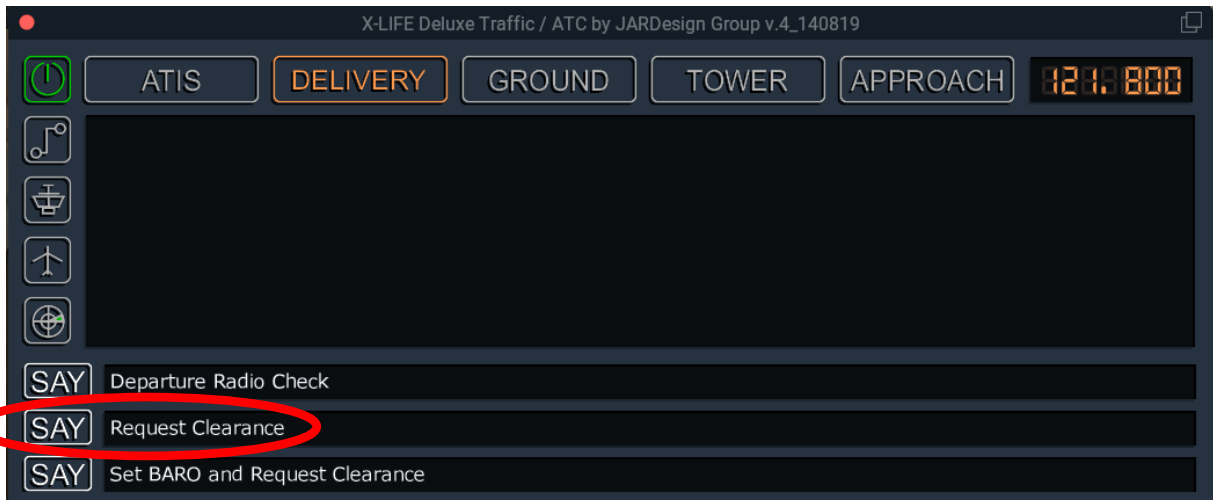 X-LIFE Deluxe Traffic / ATC by JARDesign Group v.4_140819
ATIS DELIVERY GROUND TOWER APPROACH 121.800
SAY Departure Radio Check
SAY Request Clearance
SAY Set BARO and Request Clearance